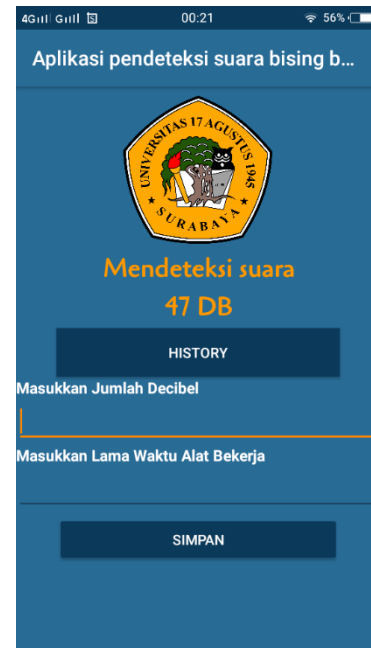 4G 00:21 56%
Aplikasi pendeteksi suara bising b...
UNIVERSITAS 17 AGUSTUS 1945
SURABAYA
Mendeteksi suara
47 DB
HISTORY
Masukkan Jumlah Decibel
Masukkan Lama Waktu Alat Bekerja
SIMPAN